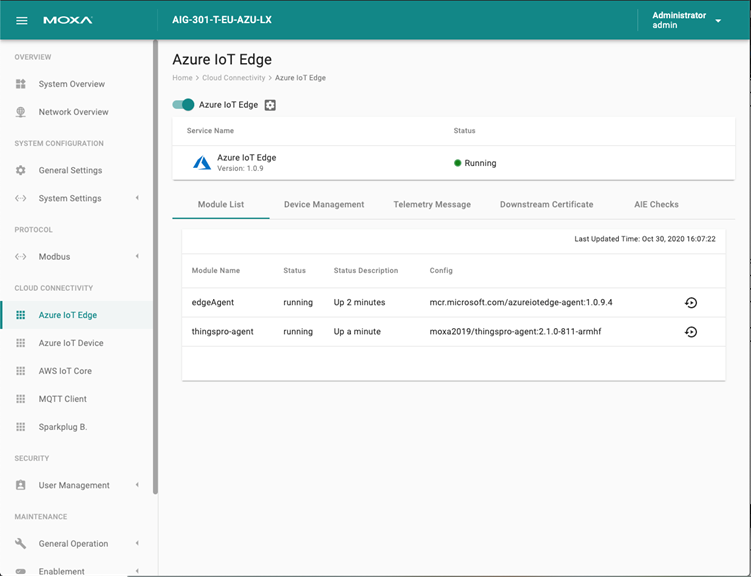 MOXA
AIG-301-T-EU-AZU-LX
Administrator
admin
OVERVIEW
System Overview
Network Overview
SYSTEM CONFIGURATION
General Settings
System Settings
PROTOCOL
Modbus
CLOUD CONNECTIVITY
Azure IoT Edge
Azure IoT Device
AWS IoT Core
MQTT Client
Sparkplug B.
SECURITY
User Management
MAINTENANCE
General Operation
Enablement
Azure IoT Edge
Home > Cloud Connectivity > Azure IoT Edge
Azure IoT Edge
Service Name Status
Azure IoT Edge
Version: 1.0.9
Running
Module List Device Management Telemetry Message Downstream Certificate AIE Checks
Last Updated Time: Oct 30, 2020 16:07:22
Module Name Status Status Description Config
edgeAgent running Up 2 minutes mcr.microsoft.com/azureiotedge-agent:1.0.9.4
thingspro-agent running Up a minute moxa2019/thingspro-agent:2.1.0-811-armhf